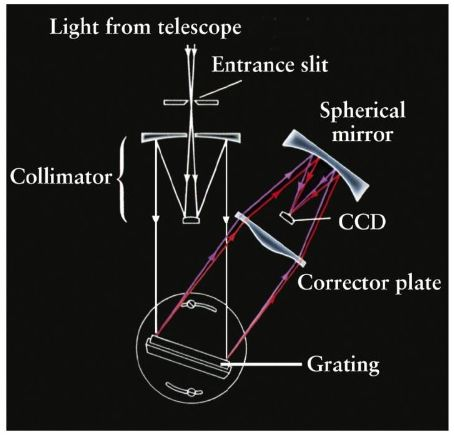 Light from telescope
Entrance slit
Spherical
mirror
Collimator
CCD
Corrector plate
Grating